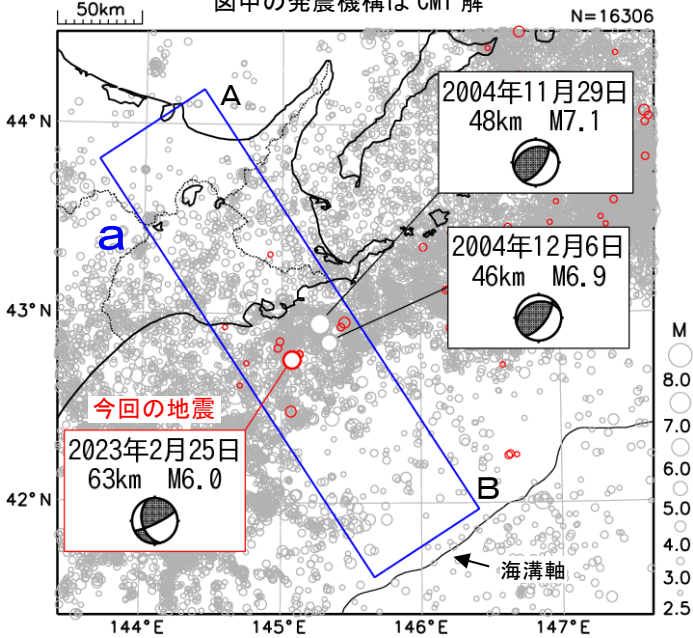 図中の発震機構は CMT 解
50km
N=16306
A
2004年11月29日
48km M7.1
44°N
a
2004年12月6日
46km M6.9
43°N
M
8.0
今回の地震
7.0
2023年2月25日
63km M6.0
6.0
42°N
B
5.0
海溝軸
4.0
3.0
2.5
144°E
145°E
146°E
147°E